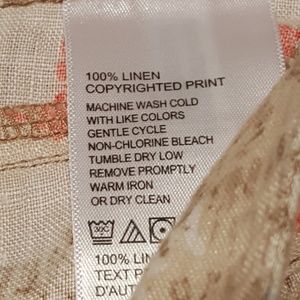 100% LINEN
COPYRIGHTED PRINT
MACHINE WASH COLD
WITH LIKE COLORS
GENTLE CYCLE
NON-CHLORINE BLEACH
TUMBLE DRY LOW
REMOVE PROMPTLY
WARM IRON
OR DRY CLEAN
100% LIN
TEXT P
D'AUT